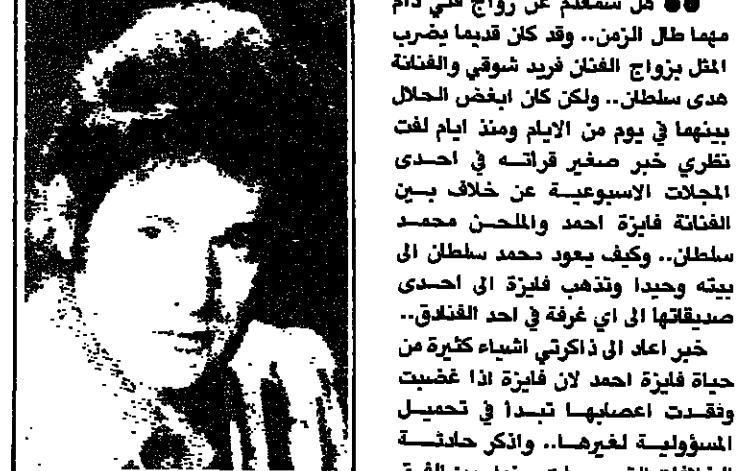 ●● هل سمعتم عن زواج فني دام
مهما طال الزمن.. وقد كان قديما يضرب
المثل بزواج الفنان فريد شوقي والفنانة
هدى سلطان.. ولكن كان ابغض الحلال
بينهما في يوم من الايام ومنذ ايام لفت
نظري خبر صغير قراته في احدى
المجلات الاسبوعية عن خلاف بين
الفنانة فايزة احمد والملحن محمد
سلطان.. وكيف يعود محمد سلطان الى
بيته وحيدا وتذهب فايزة الى احدى
صديقاتها الى اي غرفة في احد الفنادق..
خبر اعاد الى ذاكرتي اشياء كثيرة من
حياة فايزة احمد لان فايزة اذا غضبت
وفقدت اعصابها تبدأ في تحميل
المسؤولية لغيرها.. واذكر حادثة